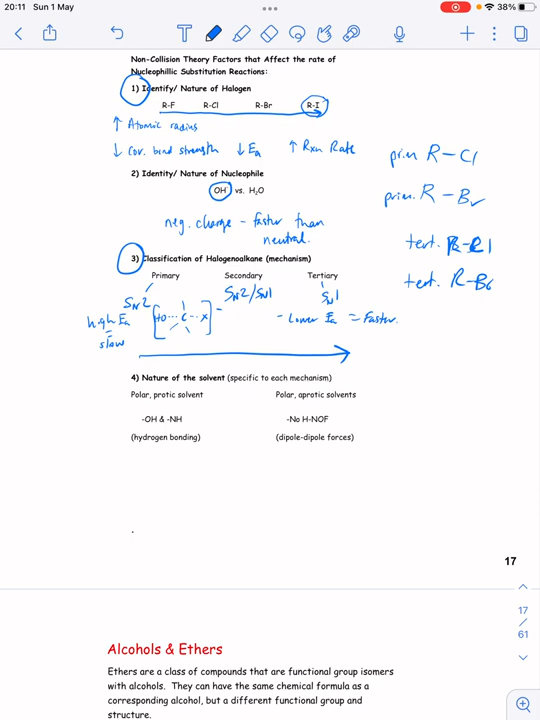 20:11 Sun 1 May
38%
Non-Collision Theory Factors that Affect the rate of
Nucleophillic Substitution Reactions:
1) Identify/ Nature of Halogen
R-F R-Cl R-Br R-I
↑ Atomic radius
↓ Cov. bond strength ↓ Ea ↑ Rxn Rate
prim R-Cl
2) Identity/ Nature of Nucleophile
OH⁻ vs. H₂O
prim. R-Br
neg. charge - faster than
neutral.
tert. R-Cl
3) Classification of Halogenoalkane (mechanism)
Primary Secondary Tertiary
tert. R-Br
SN2 SN2/SN1 SN1
high Ea
=
slow
[HO···C···X]⁻
- Lower Ea = Faster.
4) Nature of the solvent (specific to each mechanism)
Polar, protic solvent Polar, aprotic solvents
-OH & -NH -No H-NOF
(hydrogen bonding) (dipole-dipole forces)
17
17
/
61
Alcohols & Ethers
Ethers are a class of compounds that are functional group isomers
with alcohols. They can have the same chemical formula as a
corresponding alcohol, but a different functional group and
structure.